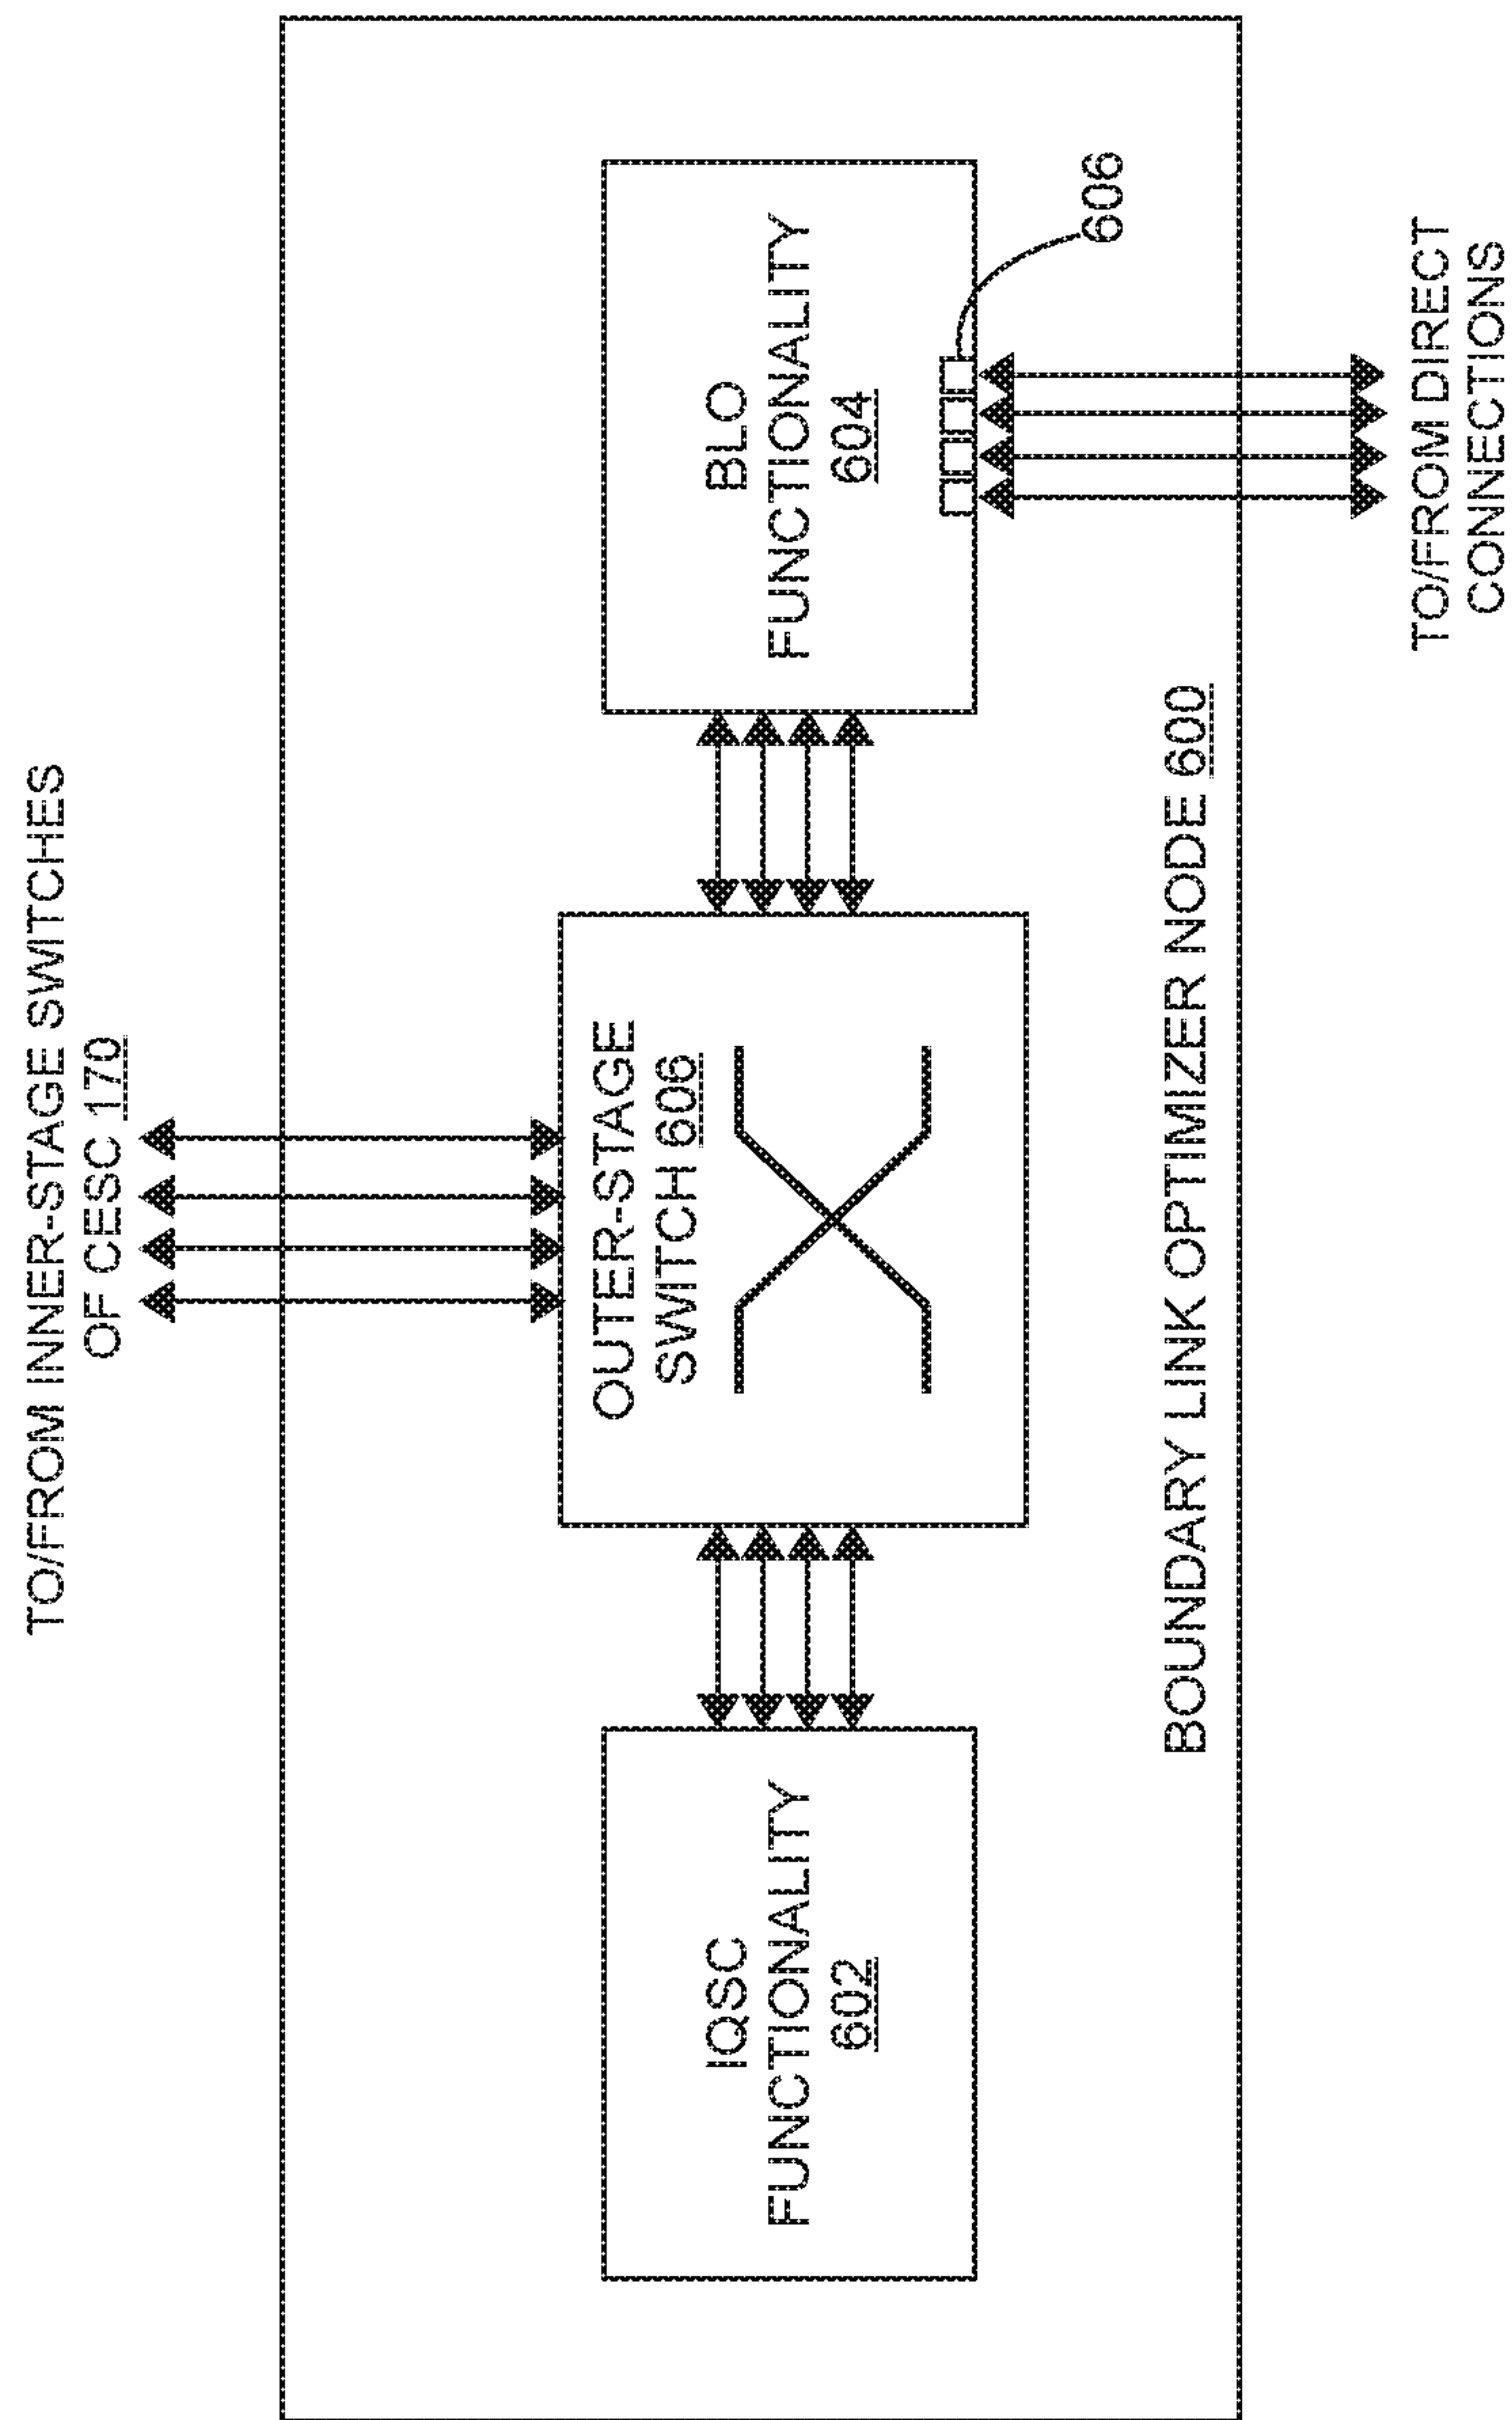 TO/FROM INNER-STAGE SWITCHES
OF CESC 170
IQSC
FUNCTIONALITY
602
OUTER-STAGE
SWITCH 606
BLO
FUNCTIONALITY
604
606
BOUNDARY LINK OPTIMIZER NODE 600
TO/FROM DIRECT
CONNECTIONS